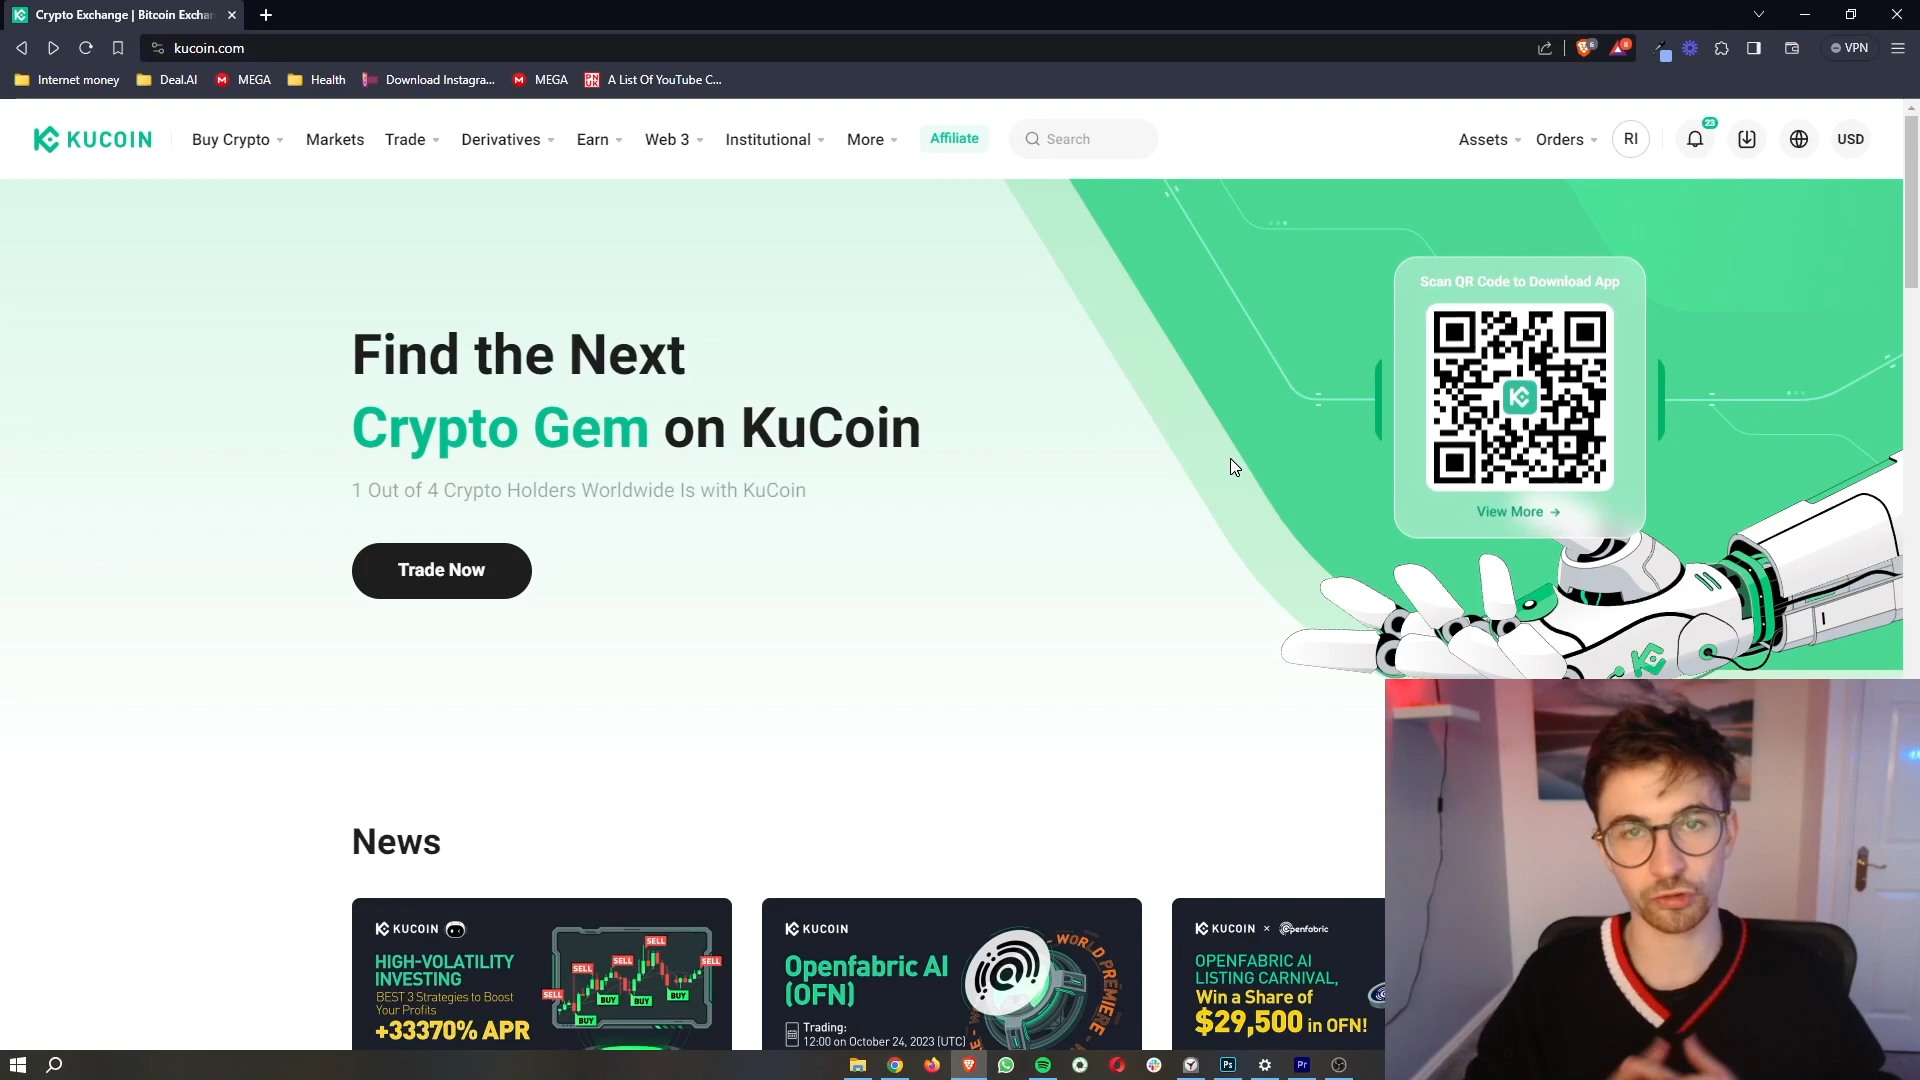 Crypto Exchange | Bitcoin Exchan
kucoin.com
VPN
Internet money
Deal.AI
MEGA
Health
Download Instagra...
MEGA
A List Of YouTube C...
KUCOIN
Buy Crypto
Markets
Trade
Derivatives
Earn
Web 3
Institutional
More
Affiliate
Search
Assets
Orders
RI
23
USD
Scan QR Code to Download App
View More →
Find the Next
Crypto Gem on KuCoin
1 Out of 4 Crypto Holders Worldwide Is with KuCoin
Trade Now
News
KUCOIN
HIGH-VOLATILITY
INVESTING
BEST 3 Strategies to Boost
Your Profits
+33370% APR
SELL
SELL
SELL
SELL
SELL
BUY
BUY
BUY
BUY
KUCOIN
Openfabric AI
(OFN)
Trading:
12:00 on October 24, 2023 (UTC)
WORLD PREMIERE
KUCOIN × Openfabric
OPENFABRIC AI
LISTING CARNIVAL,
Win a Share of
$29,500 in OFN!
Ps
Pr